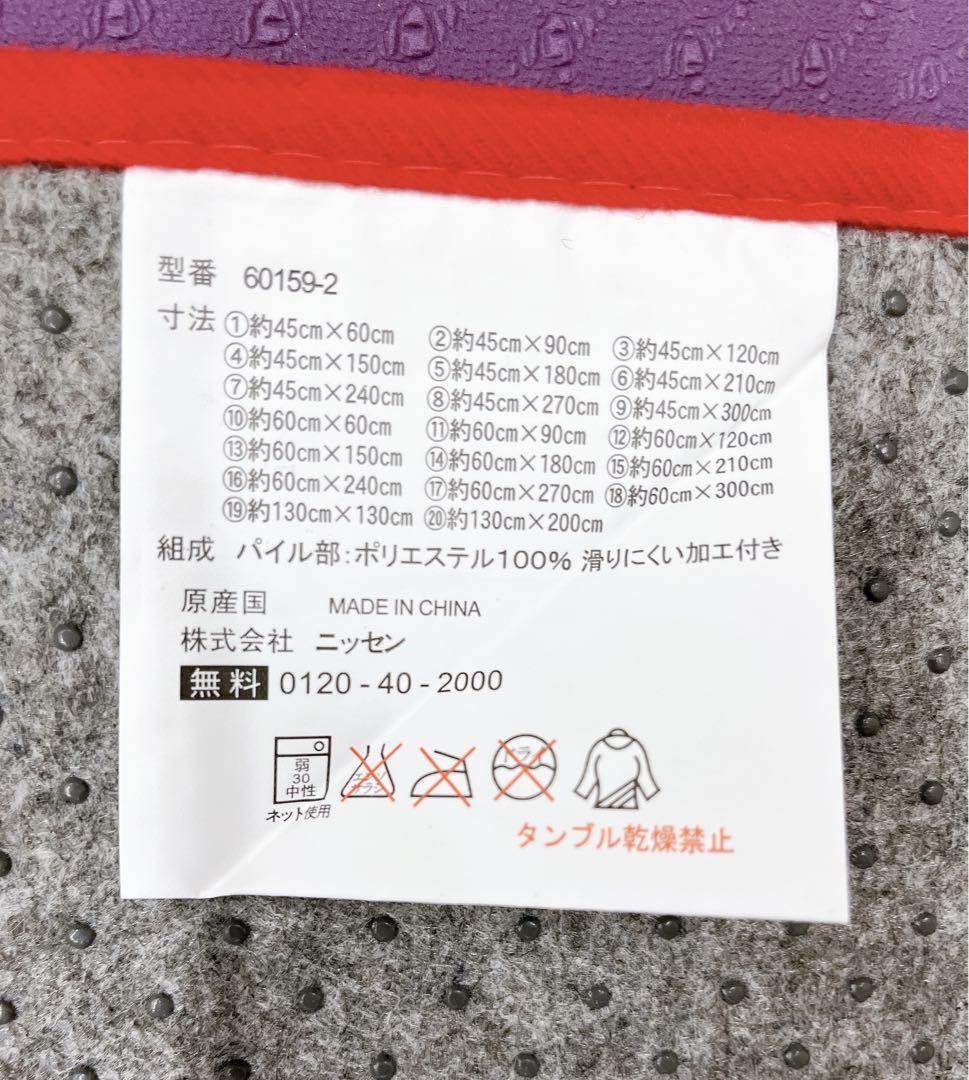 型番 60159-2
寸法 ①約45cm×60cm ②約45cm×90cm ③約45cm×120cm
④約45cm×150cm ⑤約45cm×180cm ⑥約45cm×210cm
⑦約45cm×240cm ⑧約45cm×270cm ⑨約45cm×300cm
⑩約60cm×60cm ⑪約60cm×90cm ⑫約60cm×120cm
⑬約60cm×150cm ⑭約60cm×180cm ⑮約60cm×210cm
⑯約60cm×240cm ⑰約60cm×270cm ⑱約60cm×300cm
⑲約130cm×130cm ⑳約130cm×200cm
組成 パイル部:ポリエステル100% 滑りにくい加工付き
原産国 MADE IN CHINA
株式会社 ニッセン
無料 0120-40-2000
弱
30
中性
エンソ
サラシ
ドライ
ネット使用
タンブル乾燥禁止